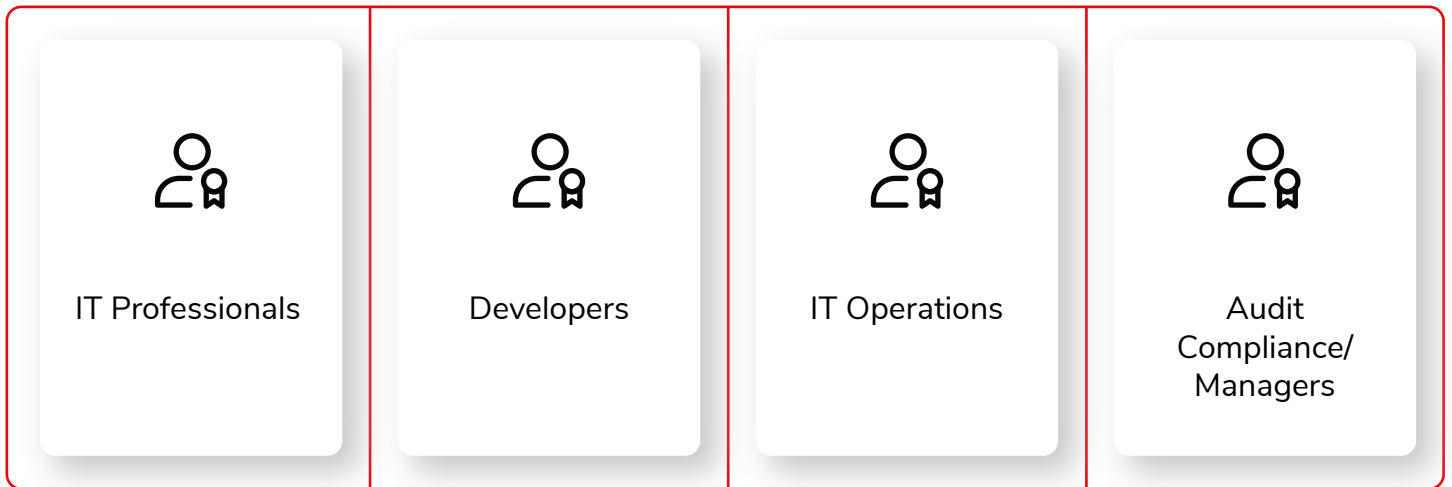 IT Professionals
Developers
IT Operations
Audit
Compliance/
Managers